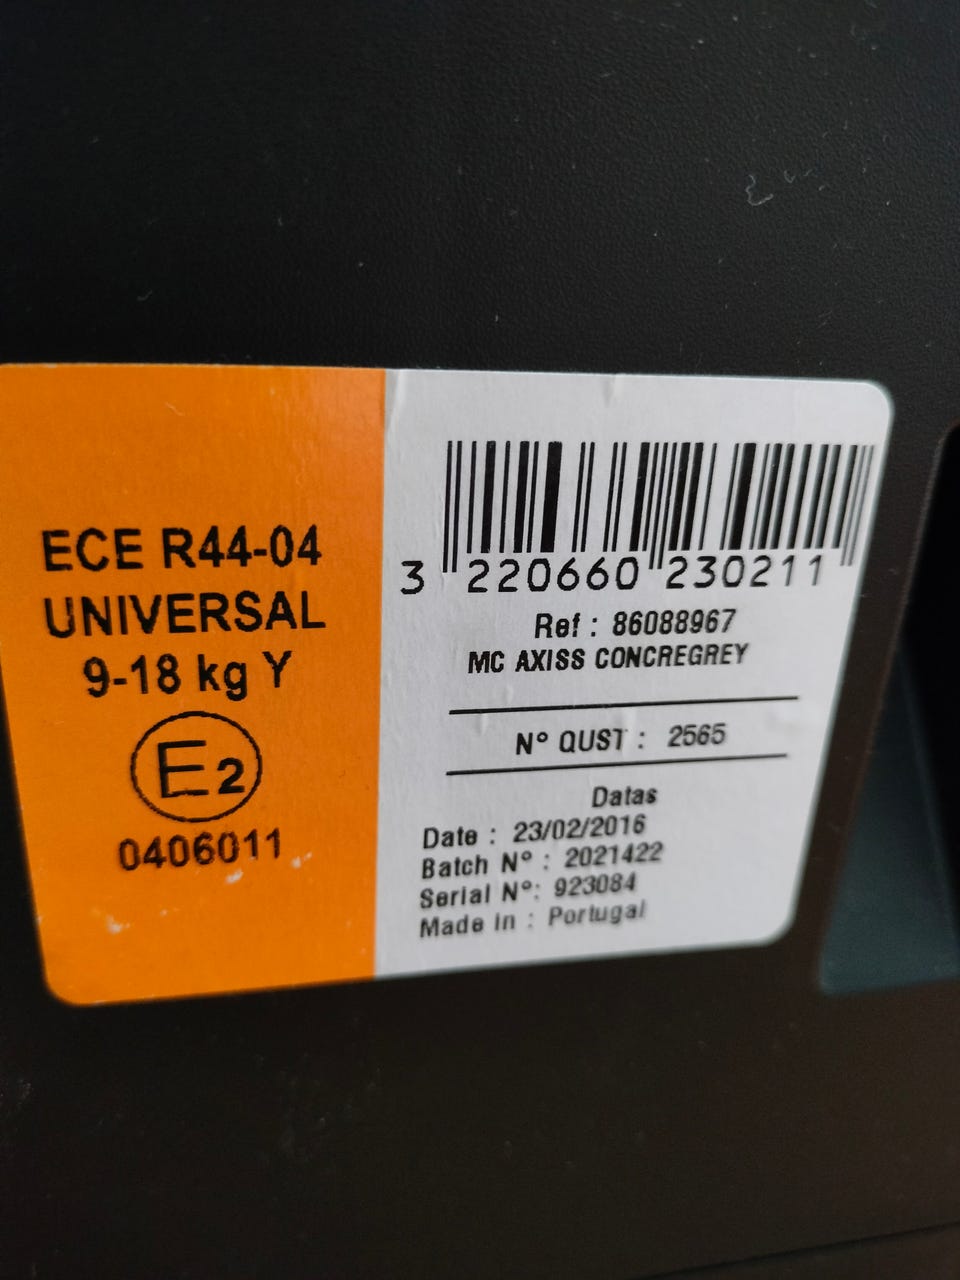 ECE R44-04
UNIVERSAL
9-18 kg Y
E2
0406011
3 220660 230211
Ref : 86088967
MC AXISS CONCREGREY
N° QUST : 2565
Datas
Date : 23/02/2016
Batch N° : 2021422
Serial N°: 923084
Made in : Portugal